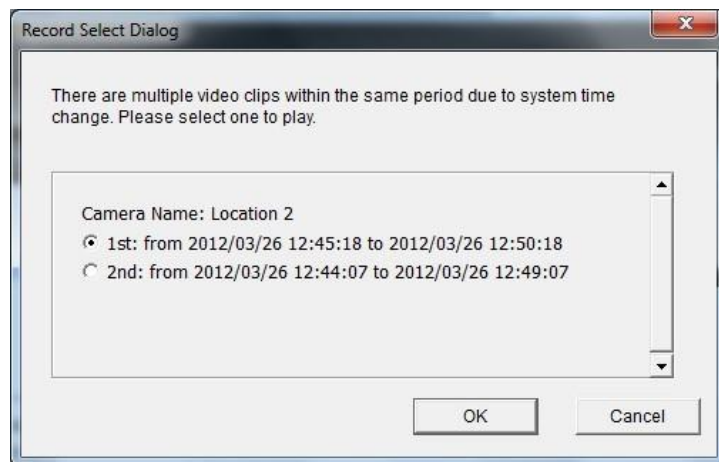 Record Select Dialog
There are multiple video clips within the same period due to system time
change. Please select one to play.
Camera Name: Location 2
1st: from 2012/03/26 12:45:18 to 2012/03/26 12:50:18
2nd: from 2012/03/26 12:44:07 to 2012/03/26 12:49:07
OK
Cancel